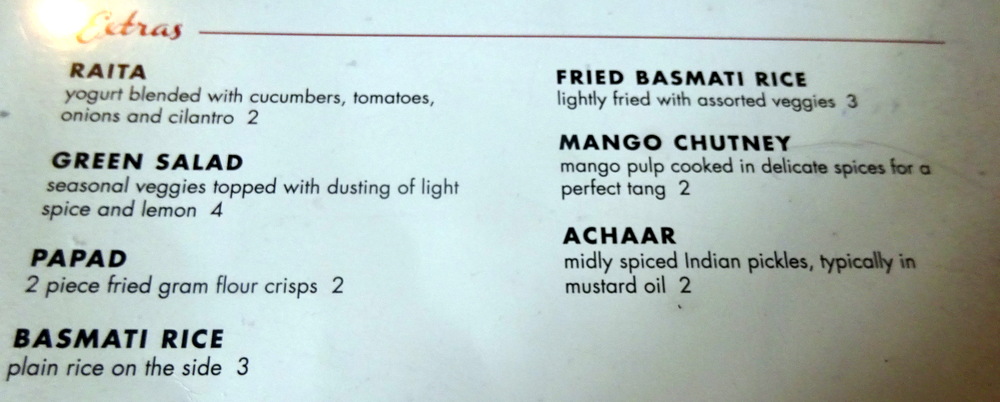 Extras
RAITA
yogurt blended with cucumbers, tomatoes,
onions and cilantro 2
GREEN SALAD
seasonal veggies topped with dusting of light
spice and lemon 4
PAPAD
2 piece fried gram flour crisps 2
BASMATI RICE
plain rice on the side 3
FRIED BASMATI RICE
lightly fried with assorted veggies 3
MANGO CHUTNEY
mango pulp cooked in delicate spices for a
perfect tang 2
ACHAAR
midly spiced Indian pickles, typically in
mustard oil 2